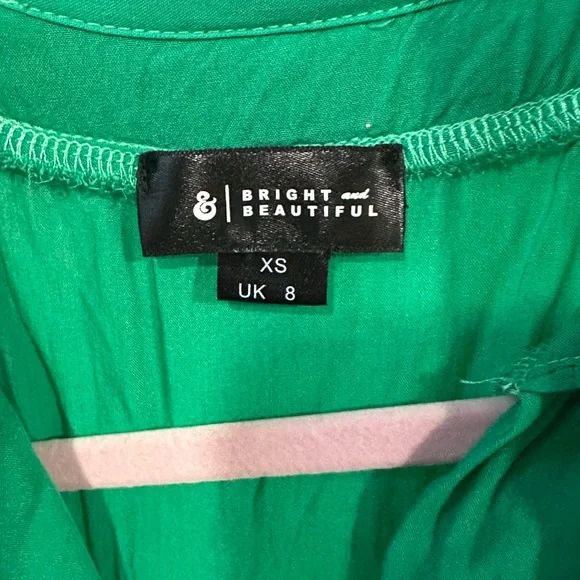 & | BRIGHT and
BEAUTIFUL
XS
UK 8